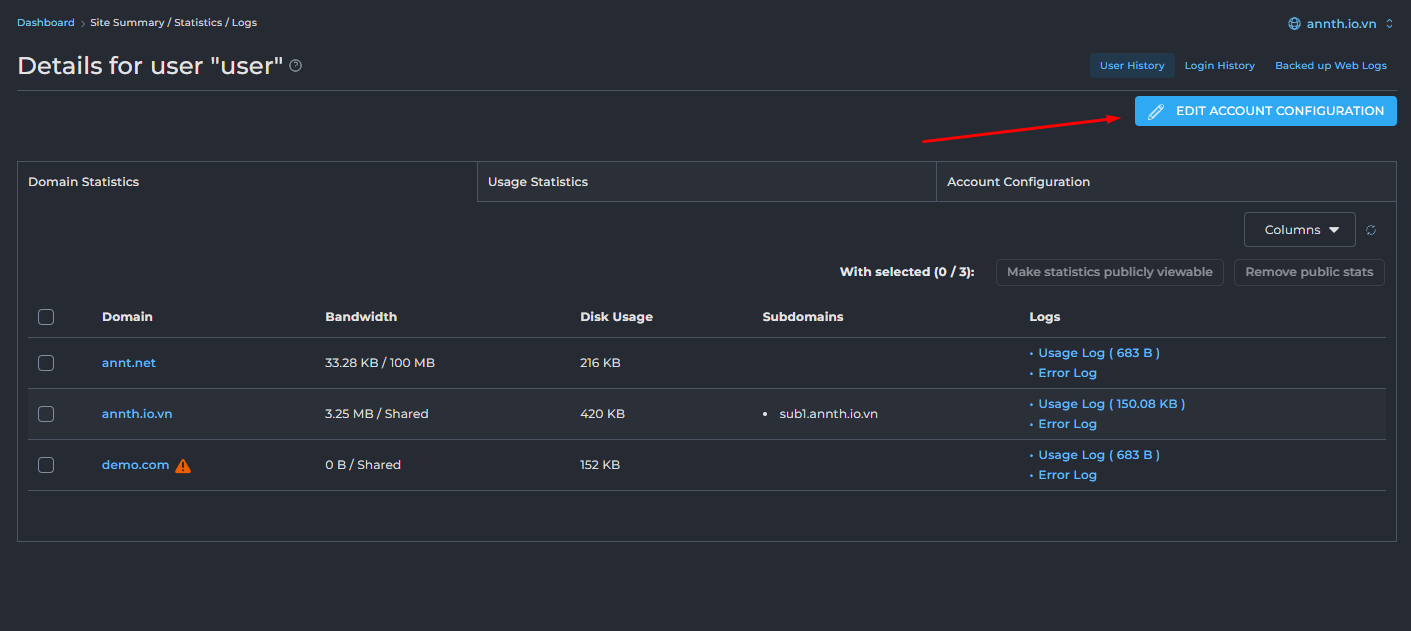 Dashboard > Site Summary / Statistics / Logs
annth.io.vn
Details for user "user"
User History Login History Backed up Web Logs
EDIT ACCOUNT CONFIGURATION
Domain Statistics Usage Statistics Account Configuration
Columns
With selected (0 / 3): Make statistics publicly viewable Remove public stats
Domain Bandwidth Disk Usage Subdomains Logs
annt.net 33.28 KB / 100 MB 216 KB
• Usage Log ( 683 B )
• Error Log
annth.io.vn 3.25 MB / Shared 420 KB • sub1.annth.io.vn
• Usage Log ( 150.08 KB )
• Error Log
demo.com 0 B / Shared 152 KB
• Usage Log ( 683 B )
• Error Log